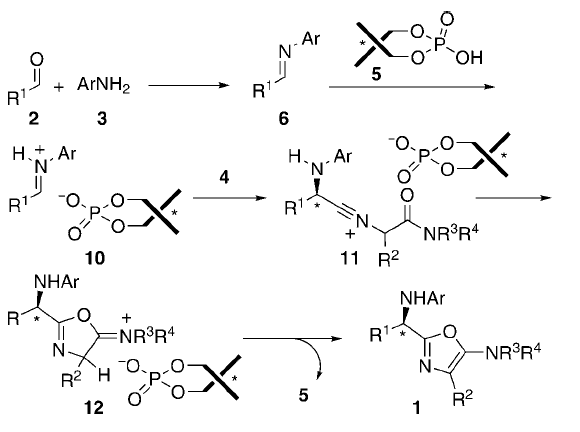 O R¹ + ArNH₂ N Ar R¹ O O P O OH *
2 3 6 5
H N + Ar R¹ ⁻O P O O O * 4 H N Ar R¹ * N + O NR³R⁴ R² ⁻O P O O O *
10 11
NHAr R * O N + NR³R⁴ R² H ⁻O P O O O * 5 NHAr R¹ * O N NR³R⁴ R²
12 1